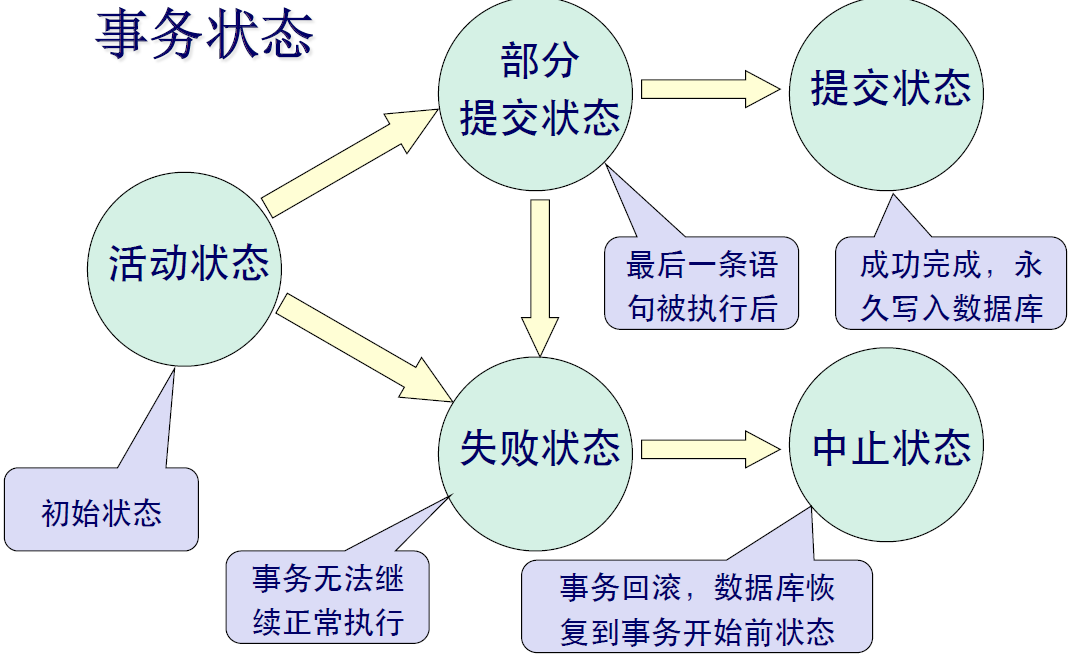 事务状态
部分
提交状态
提交状态
活动状态
最后一条语
句被执行后
成功完成，永
久写入数据库
失败状态
中止状态
初始状态
事务无法继
续正常执行
事务回滚，数据库恢
复到事务开始前状态